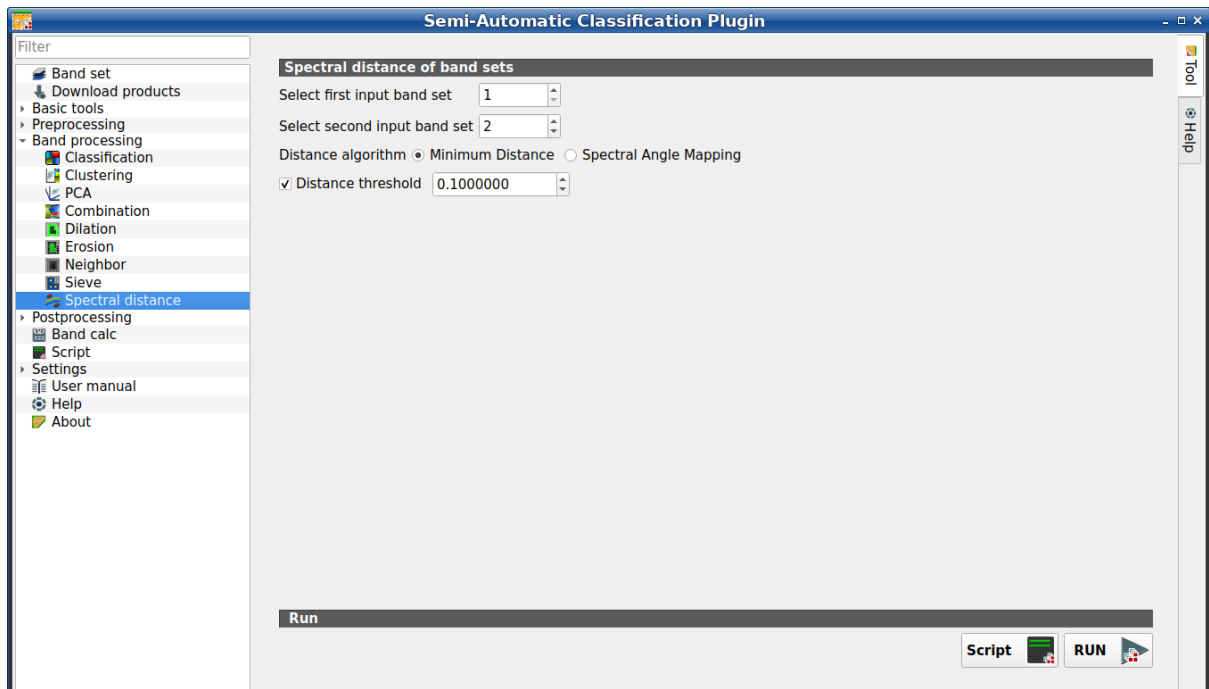 Semi-Automatic Classification Plugin
Filter
Band set
Download products
Basic tools
Preprocessing
Band processing
Classification
Clustering
PCA
Combination
Dilation
Erosion
Neighbor
Sieve
Spectral distance
Postprocessing
Band calc
Script
Settings
User manual
Help
About
Spectral distance of band sets
Select first input band set 1
Select second input band set 2
Distance algorithm Minimum Distance Spectral Angle Mapping
Distance threshold 0.1000000
Run
Script RUN
Tool
Help